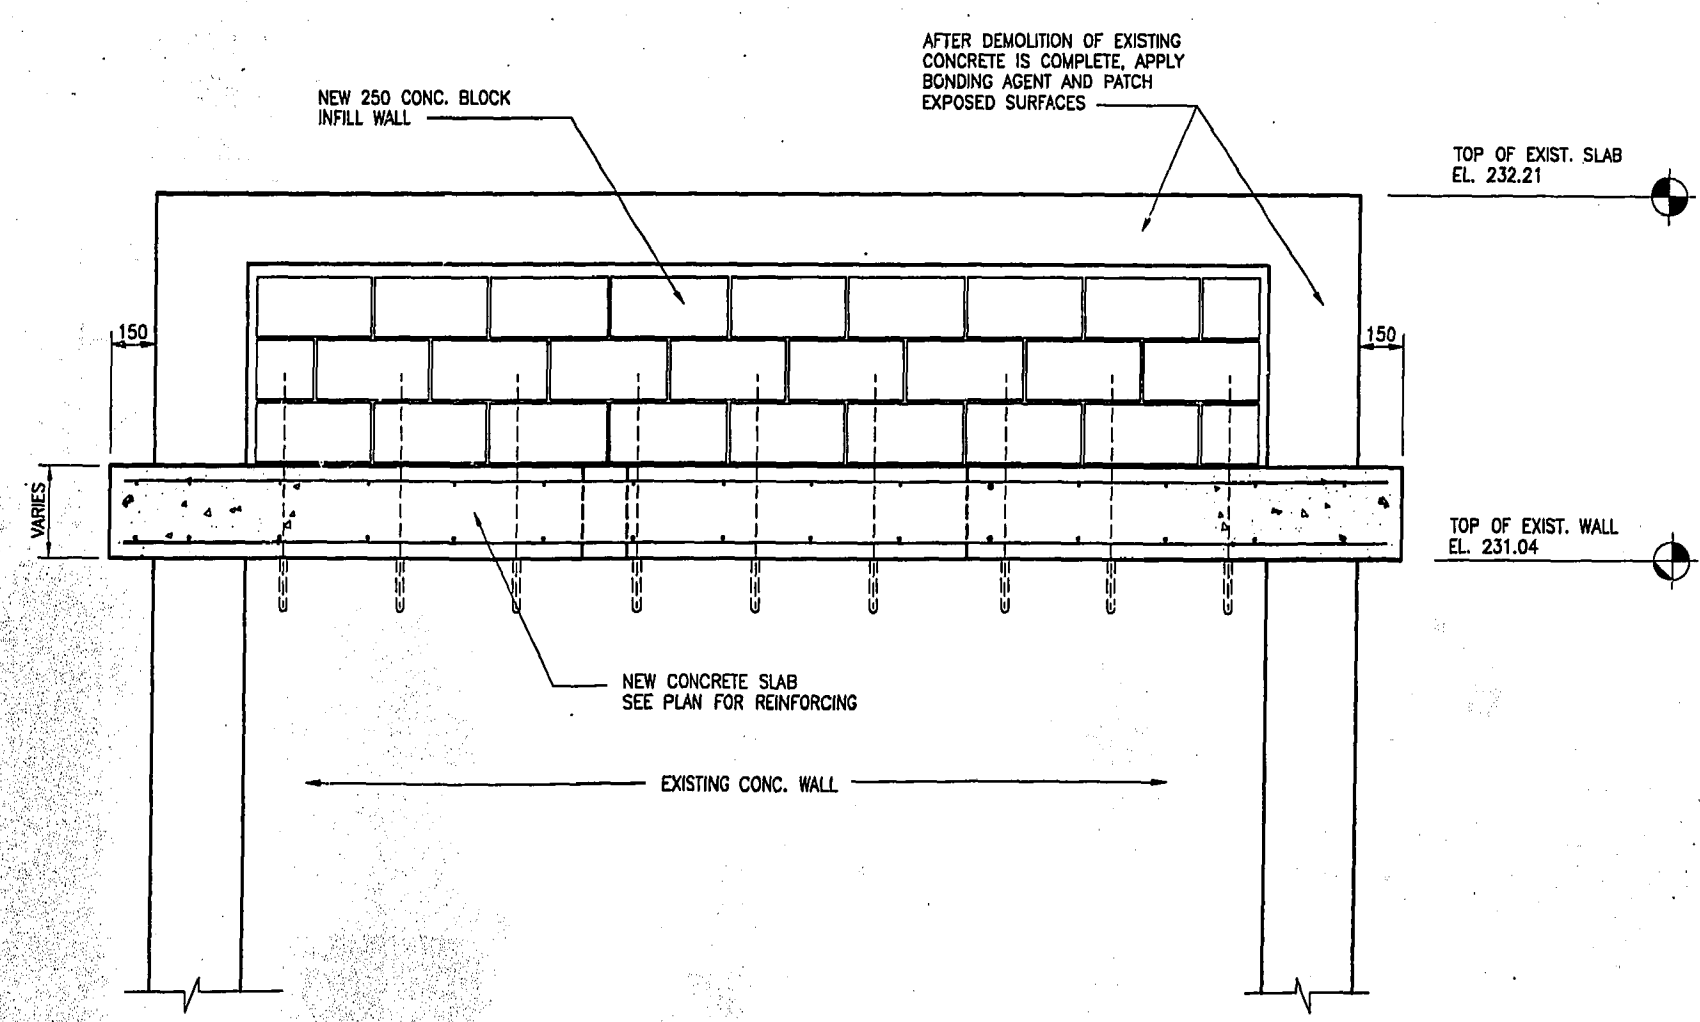 AFTER DEMOLITION OF EXISTING
CONCRETE IS COMPLETE, APPLY
BONDING AGENT AND PATCH
EXPOSED SURFACES
NEW 250 CONC. BLOCK
INFILL WALL
TOP OF EXIST. SLAB
EL. 232.21
150
150
VARIES
TOP OF EXIST. WALL
EL. 231.04
NEW CONCRETE SLAB
SEE PLAN FOR REINFORCING
EXISTING CONC. WALL